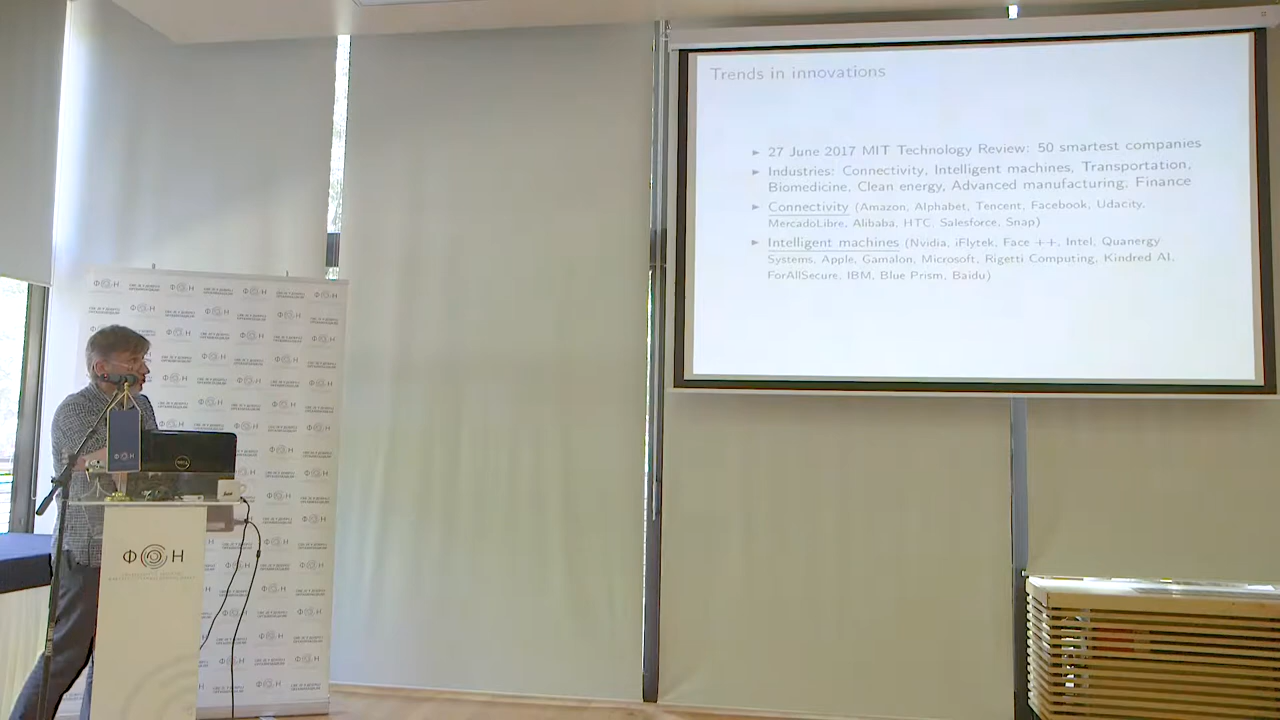 Trends in innovations
► 27 June 2017 MIT Technology Review: 50 smartest companies
► Industries: Connectivity, Intelligent machines, Transportation,
Biomedicine, Clean energy, Advanced manufacturing, Finance
► Connectivity (Amazon, Alphabet, Tencent, Facebook, Udacity,
MercadoLibre, Alibaba, HTC, Salesforce, Snap)
► Intelligent machines (Nvidia, iFlytek, Face ++, Intel, Quanergy
Systems, Apple, Gamalon, Microsoft, Rigetti Computing, Kindred AI,
ForAllSecure, IBM, Blue Prism, Baidu)
DELL
ФОН